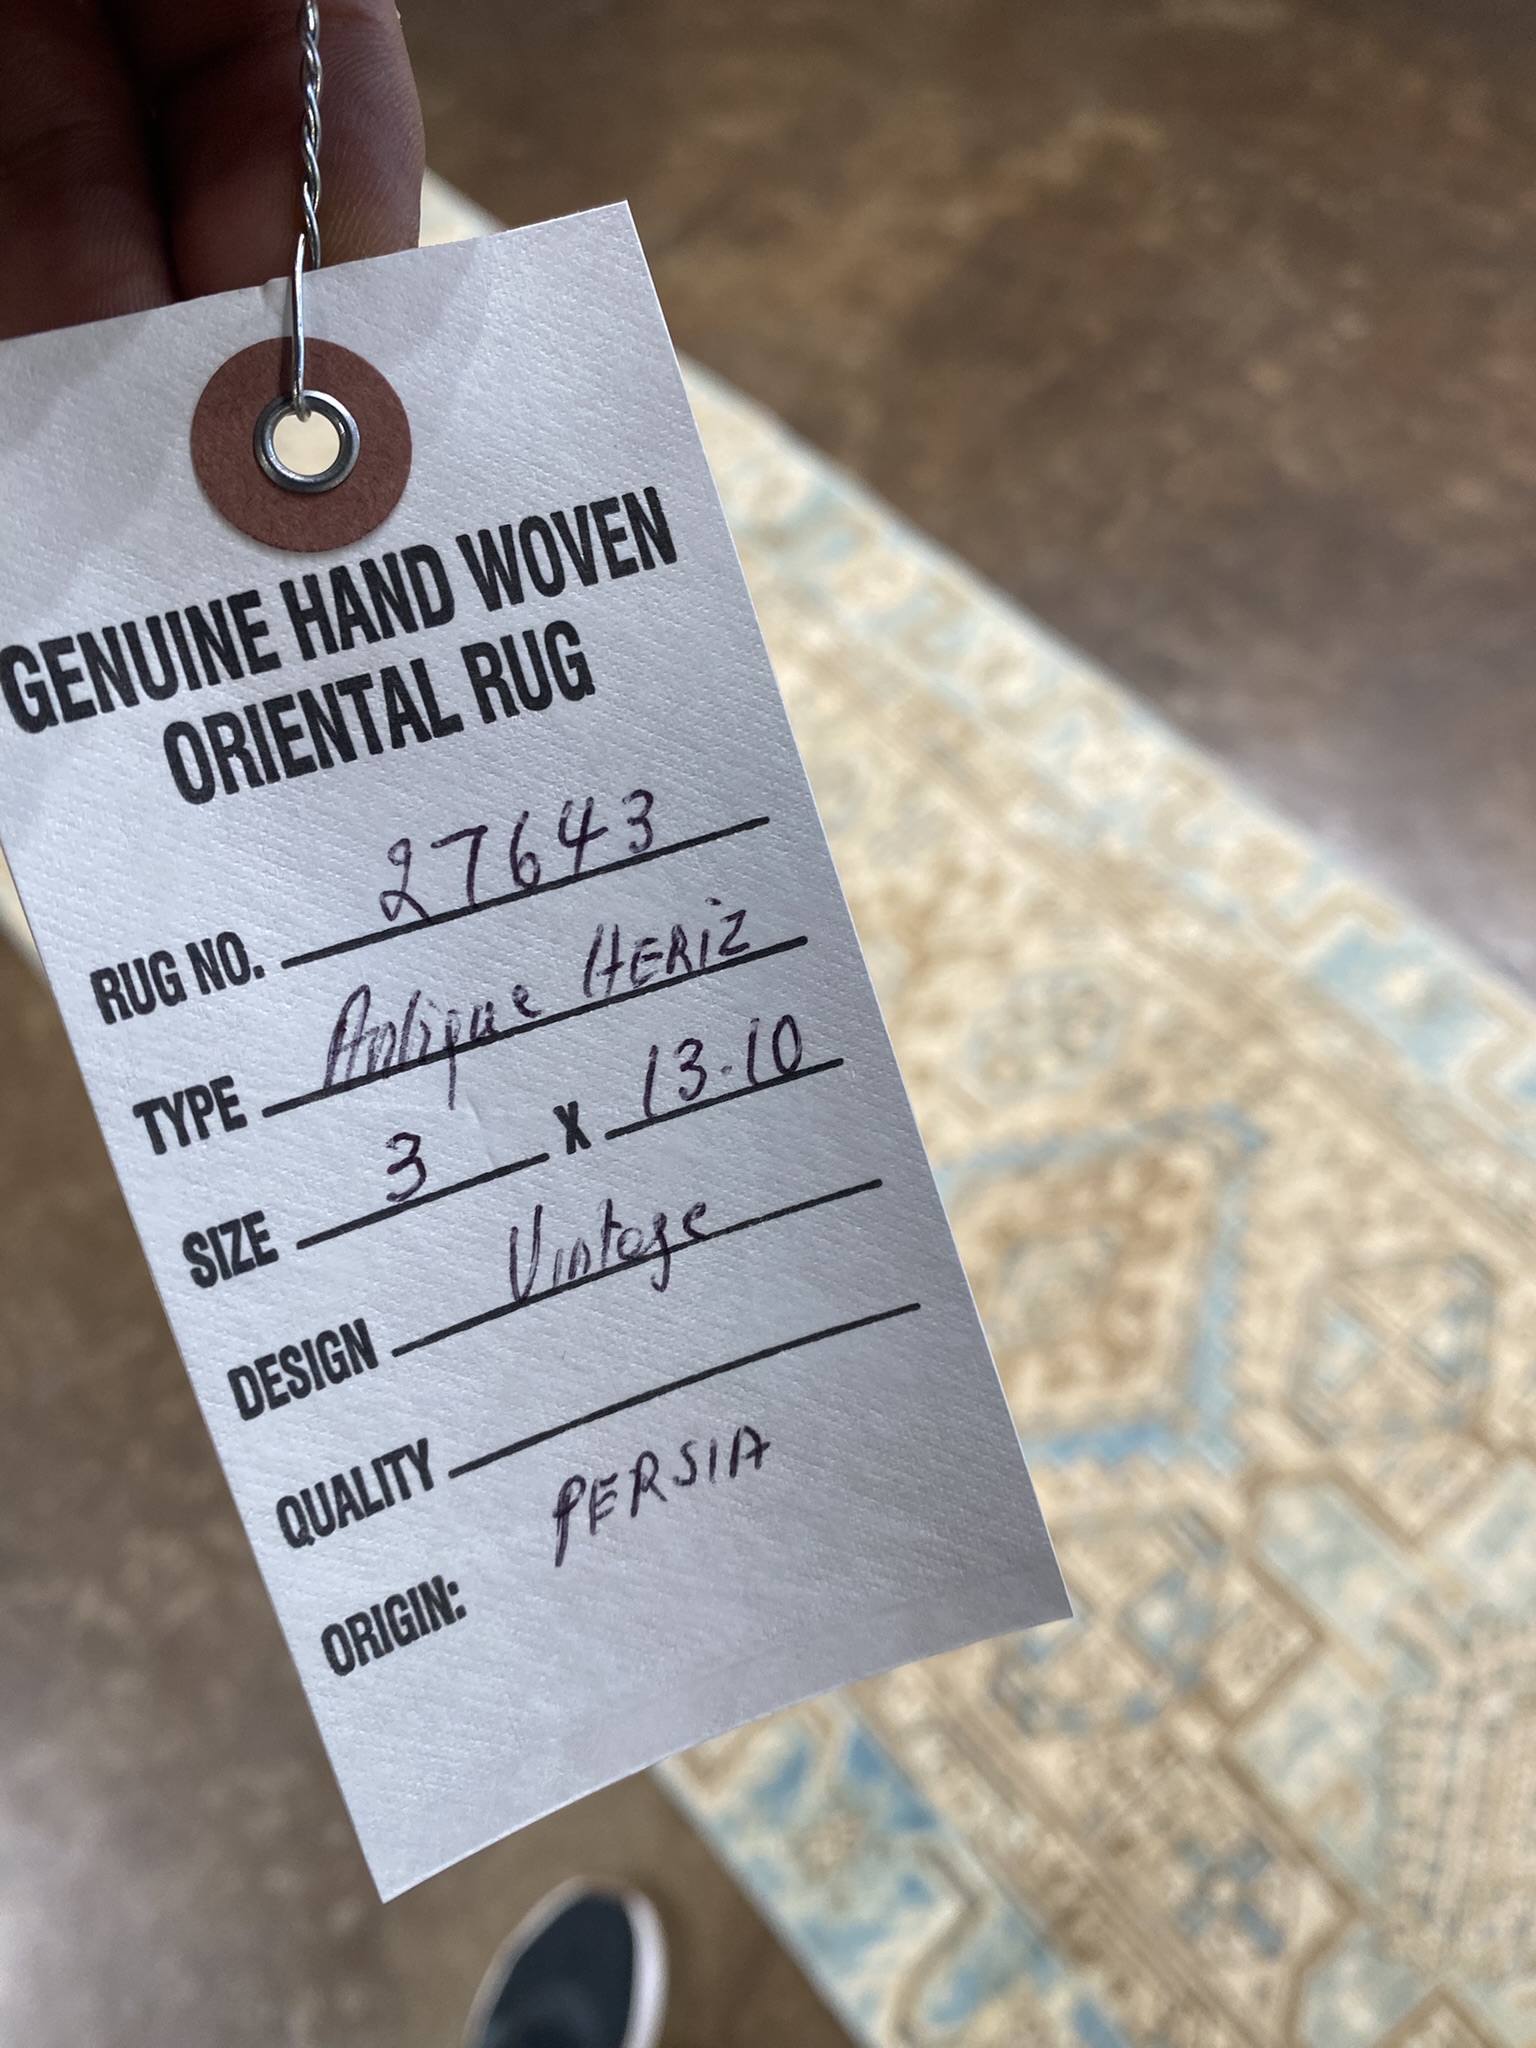 GENUINE HAND WOVEN
ORIENTAL RUG
RUG NO. 27643
TYPE Antique HERIZ
SIZE 3 X 13.10
DESIGN Vintage
QUALITY
ORIGIN: PERSIA